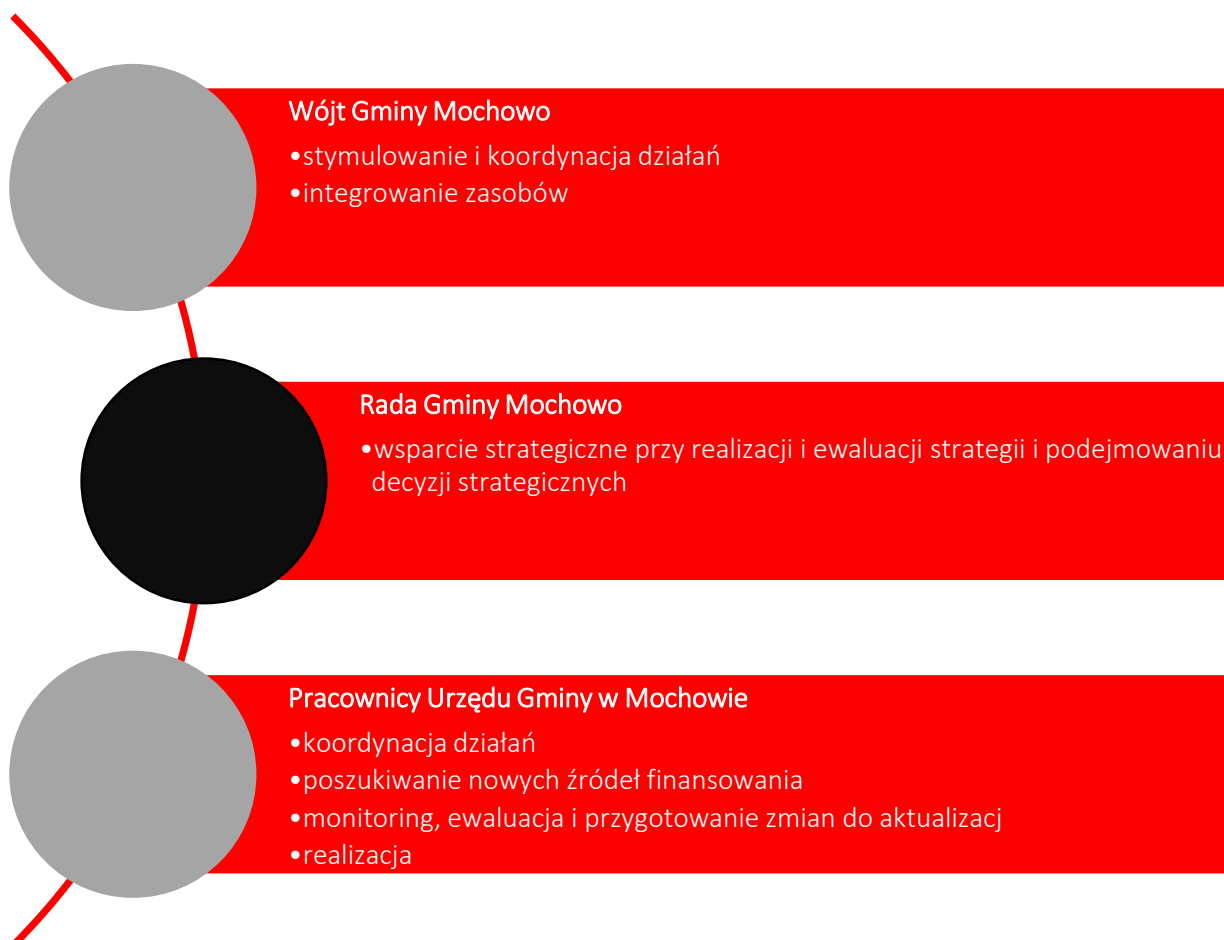 Wójt Gminy Mochowo
•stymulowanie i koordynacja działań
•integrowanie zasobów
Rada Gminy Mochowo
•wsparcie strategiczne przy realizacji i ewaluacji strategii i podejmowaniu
decyzji strategicznych
Pracownicy Urzędu Gminy w Mochowie
•koordynacja działań
•poszukiwanie nowych źródeł finansowania
•monitoring, ewaluacja i przygotowanie zmian do aktualizacj
•realizacja